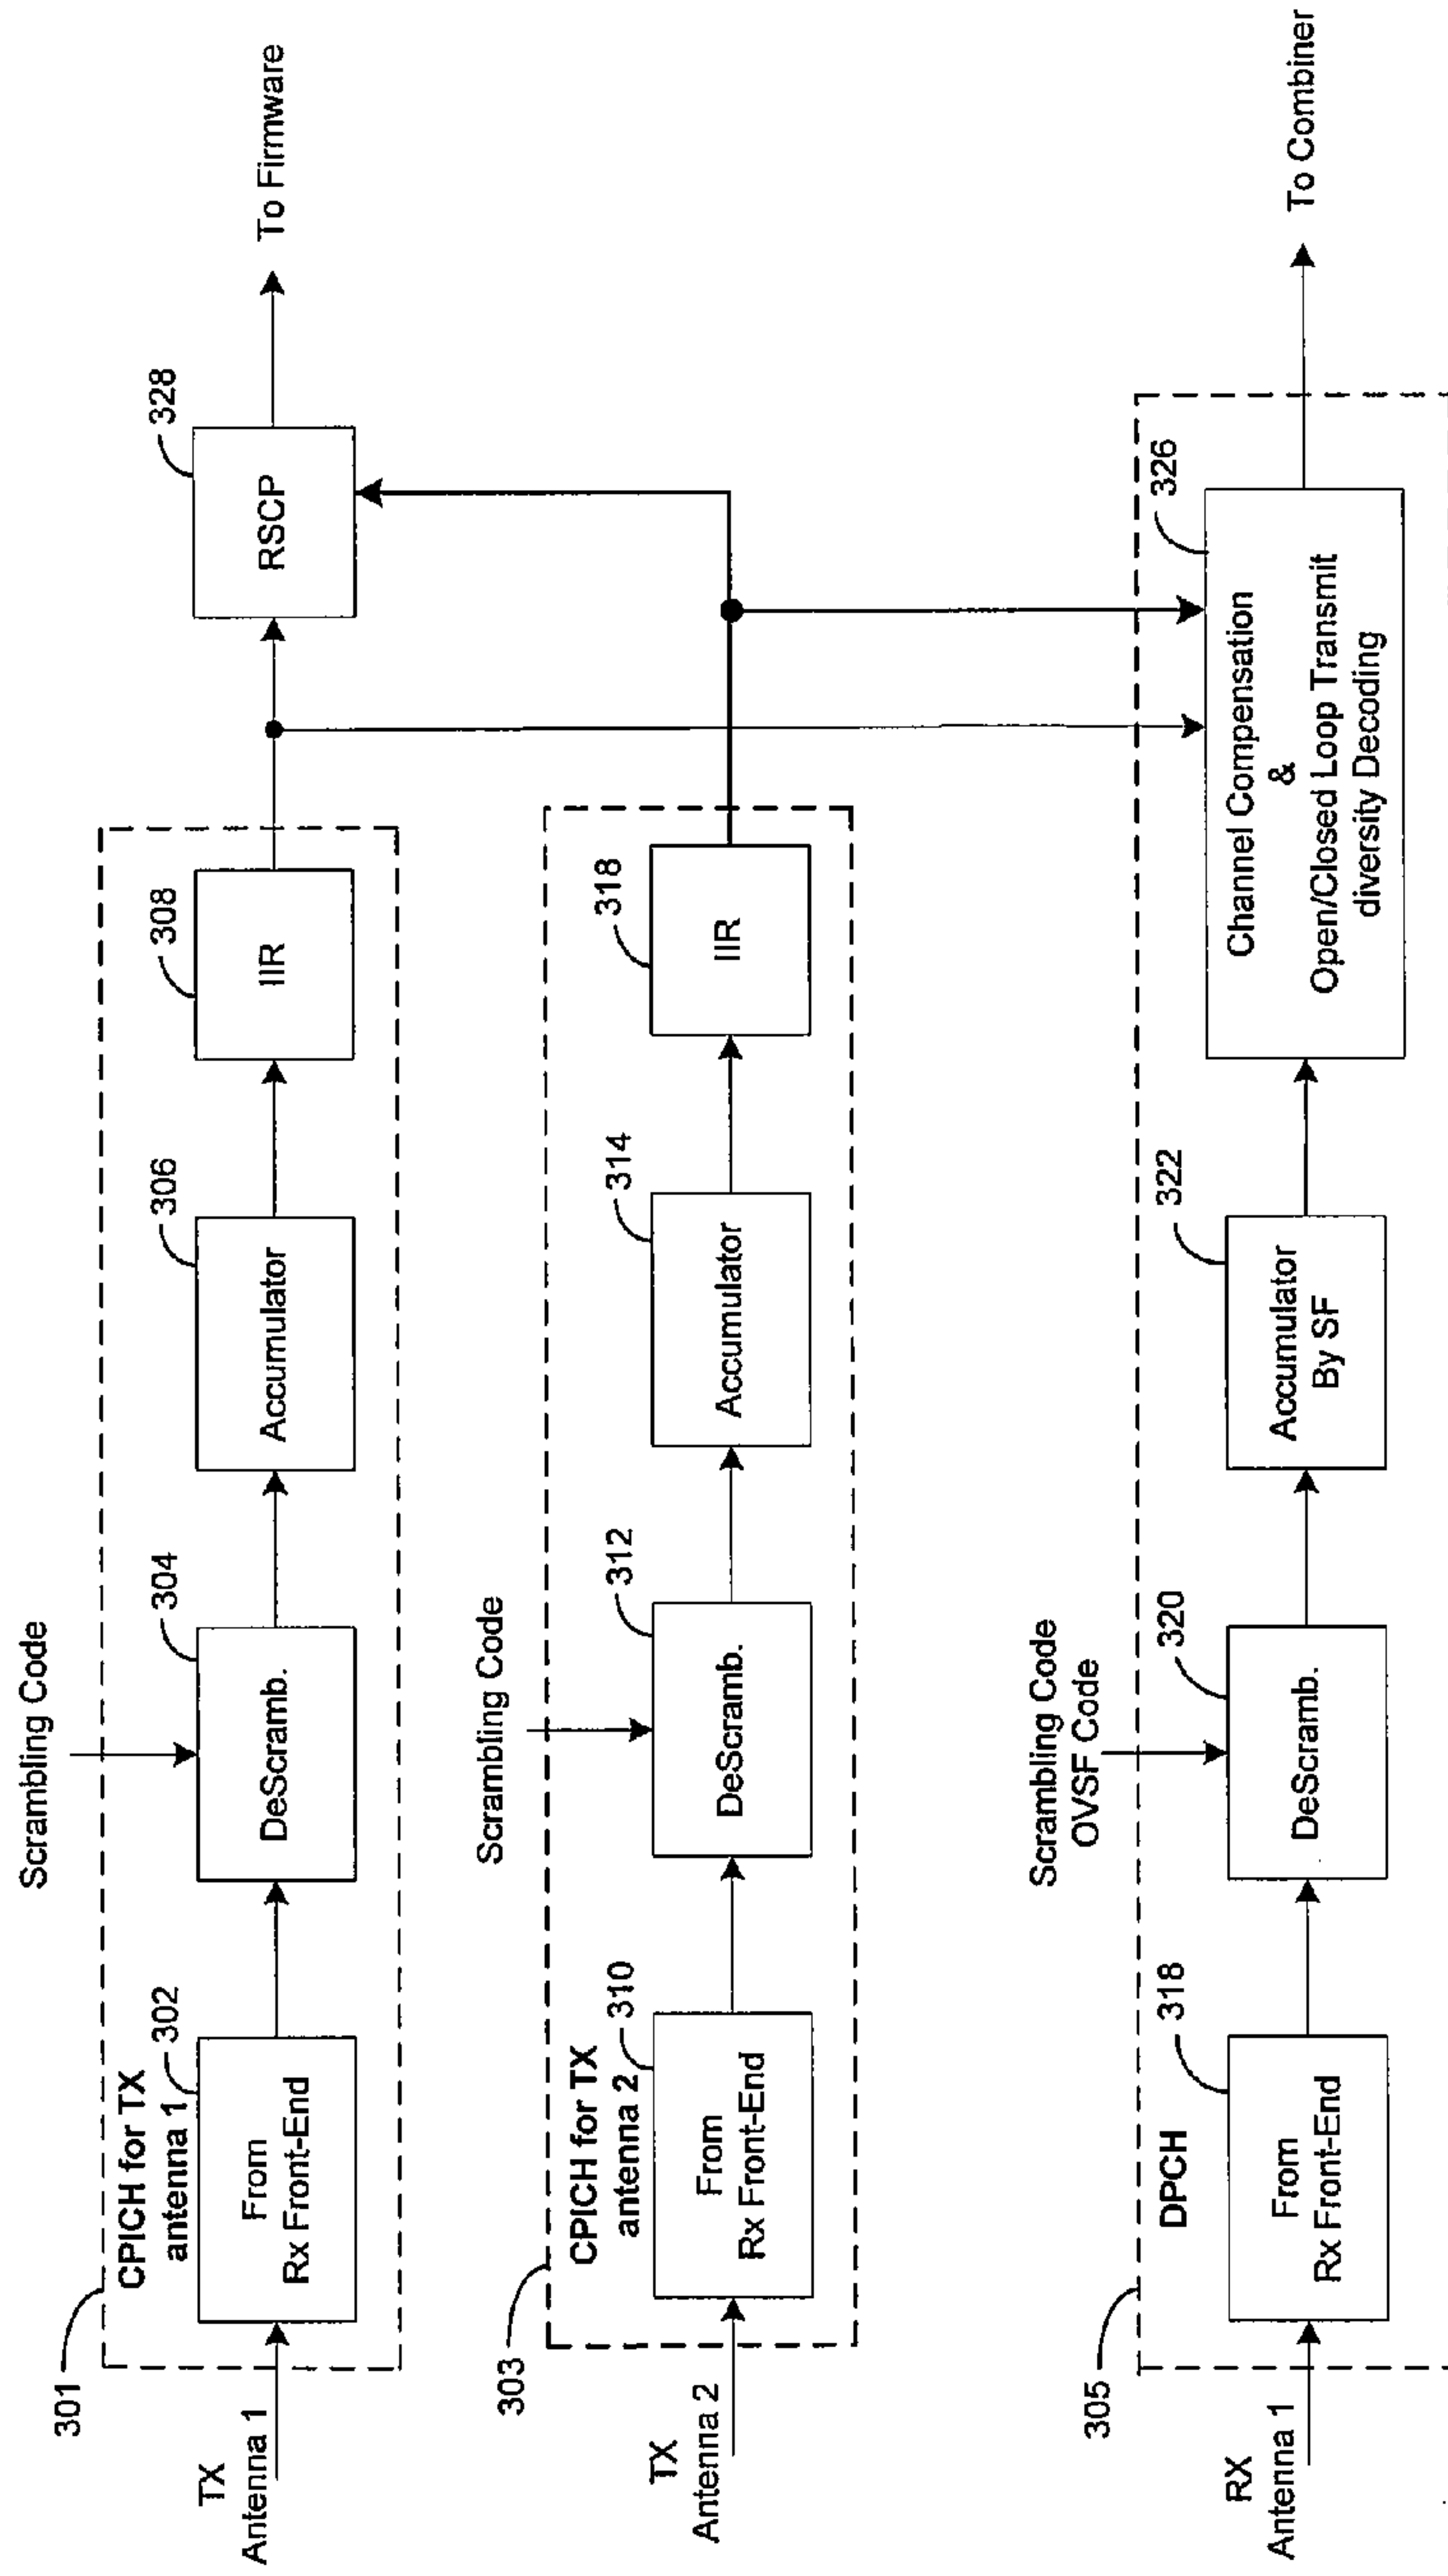 Scrambling Code
301
CPICH for TX
antenna 1
302
304
306
308
328
TX
Antenna 1
From
Rx Front-End
DeScramb.
Accumulator
IIR
RSCP
To Firmware
Scrambling Code
303
CPICH for TX
antenna 2
310
312
314
318
TX
Antenna 2
From
Rx Front-End
DeScramb.
Accumulator
IIR
Scrambling Code
OVSF Code
305
DPCH
318
320
322
326
RX
Antenna 1
From
Rx Front-End
DeScramb.
Accumulator
By SF
Channel Compensation
&
Open/Closed Loop Transmit
diversity Decoding
To Combiner